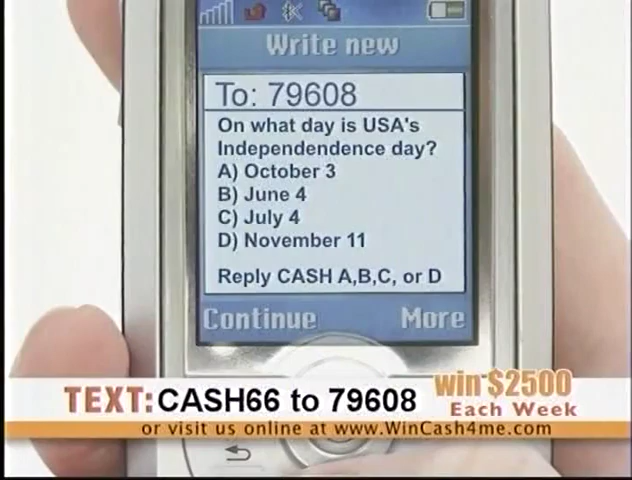 Write new
To: 79608
On what day is USA's
Independendence day?
A) October 3
B) June 4
C) July 4
D) November 11
Reply CASH A,B,C, or D
Continue
More
TEXT: CASH66 to 79608
win $2500
Each Week
or visit us online at www.WinCash4me.com